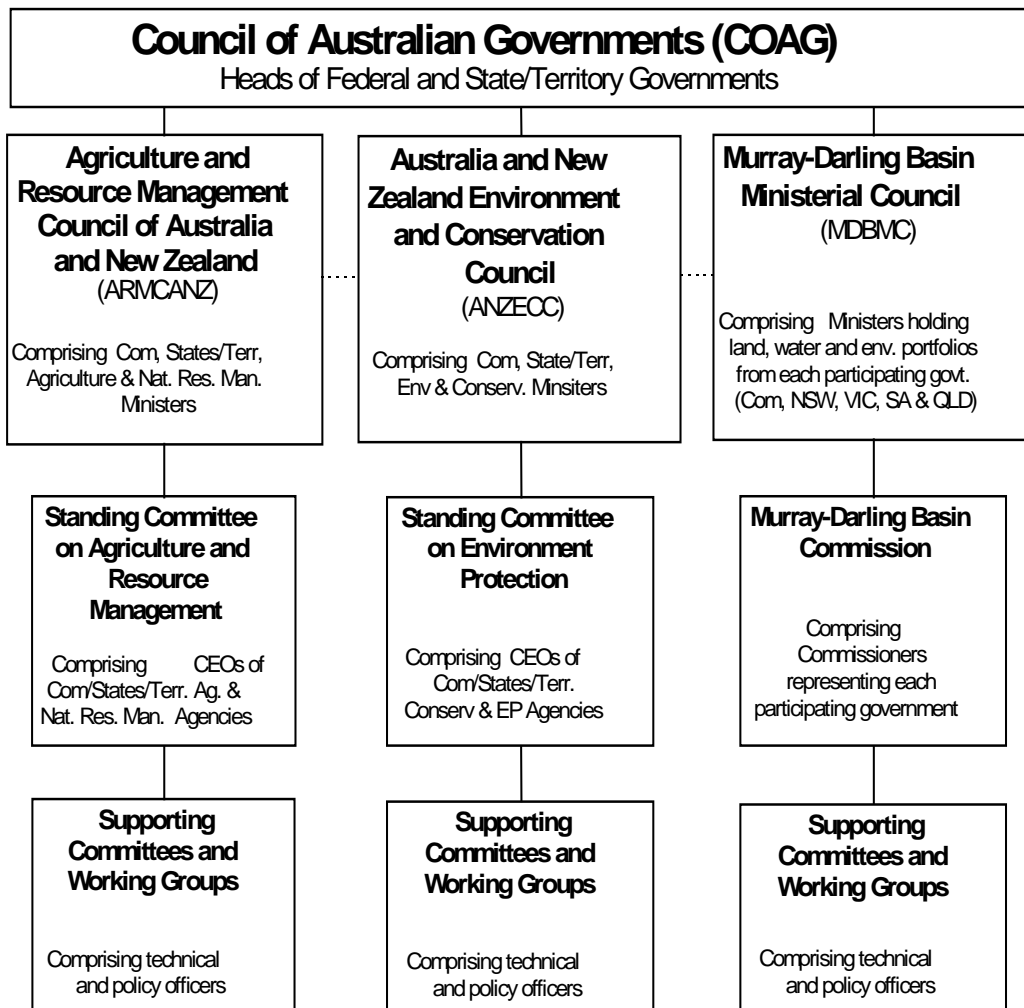 Council of Australian Governments (COAG)
Heads of Federal and State/Territory Governments
Agriculture and
Resource Management
Council of Australia
and New Zealand
(ARMCANZ)
Comprising Com, States/Terr,
Agriculture & Nat. Res. Man.
Ministers
Australia and New
Zealand Environment
and Conservation
Council
(ANZECC)
Comprising Com, State/Terr,
Env & Conserv. Minsiters
Murray-Darling Basin
Ministerial Council
(MDBMC)
Comprising Ministers holding
land, water and env. portfolios
from each participating govt.
(Com, NSW, VIC, SA & QLD)
Standing Committee
on Agriculture and
Resource
Management
Comprising CEOs of
Com/States/Terr. Ag. &
Nat. Res. Man. Agencies
Standing Committee
on Environment
Protection
Comprising CEOs of
Com/States/Terr.
Conserv & EP Agencies
Murray-Darling Basin
Commission
Comprising
Commissioners
representing each
participating government
Supporting
Committees and
Working Groups
Comprising technical
and policy officers
Supporting
Committees and
Working Groups
Comprising technical
and policy officers
Supporting
Committees and
Working Groups
Comprising technical
and policy officers